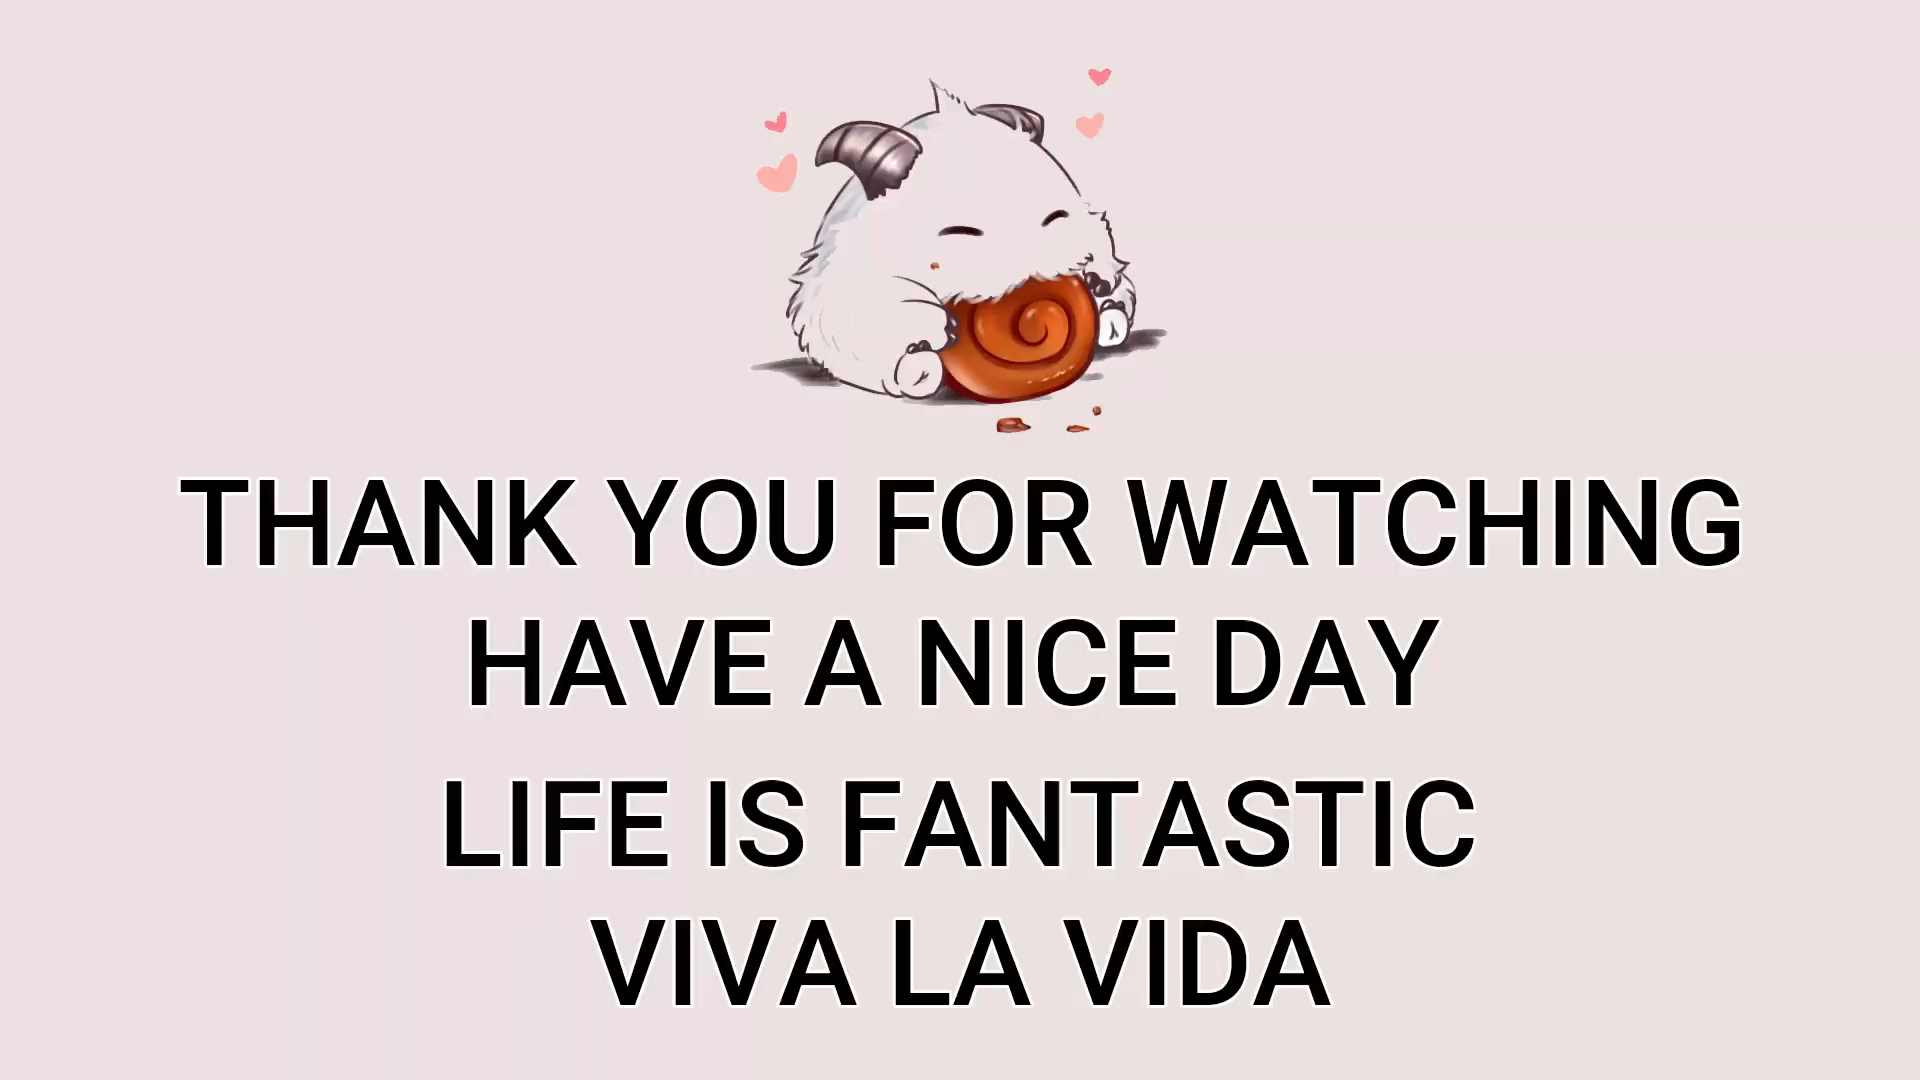 THANK YOU FOR WATCHING
HAVE A NICE DAY
LIFE IS FANTASTIC
VIVA LA VIDA